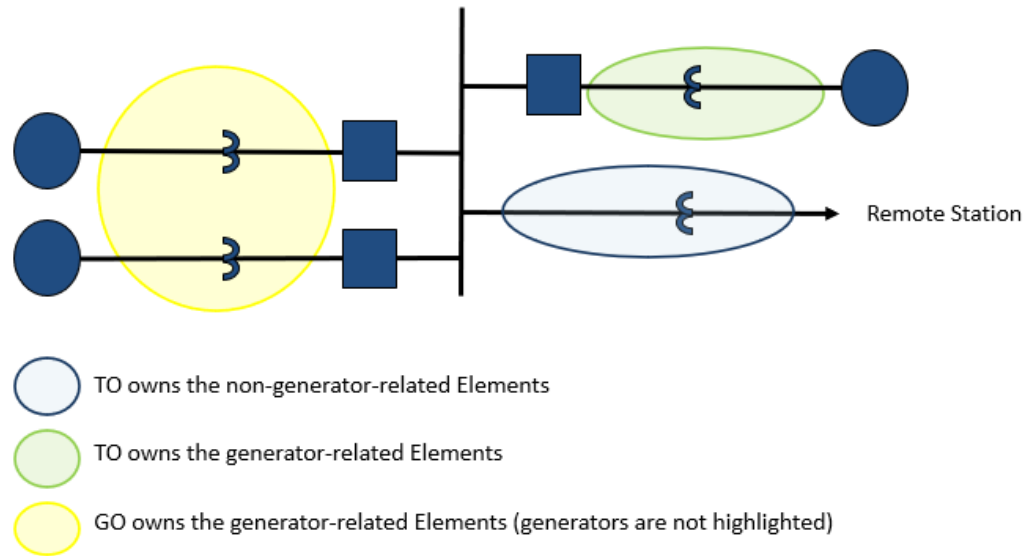 Remote Station
TO owns the non-generator-related Elements
TO owns the generator-related Elements
GO owns the generator-related Elements (generators are not highlighted)